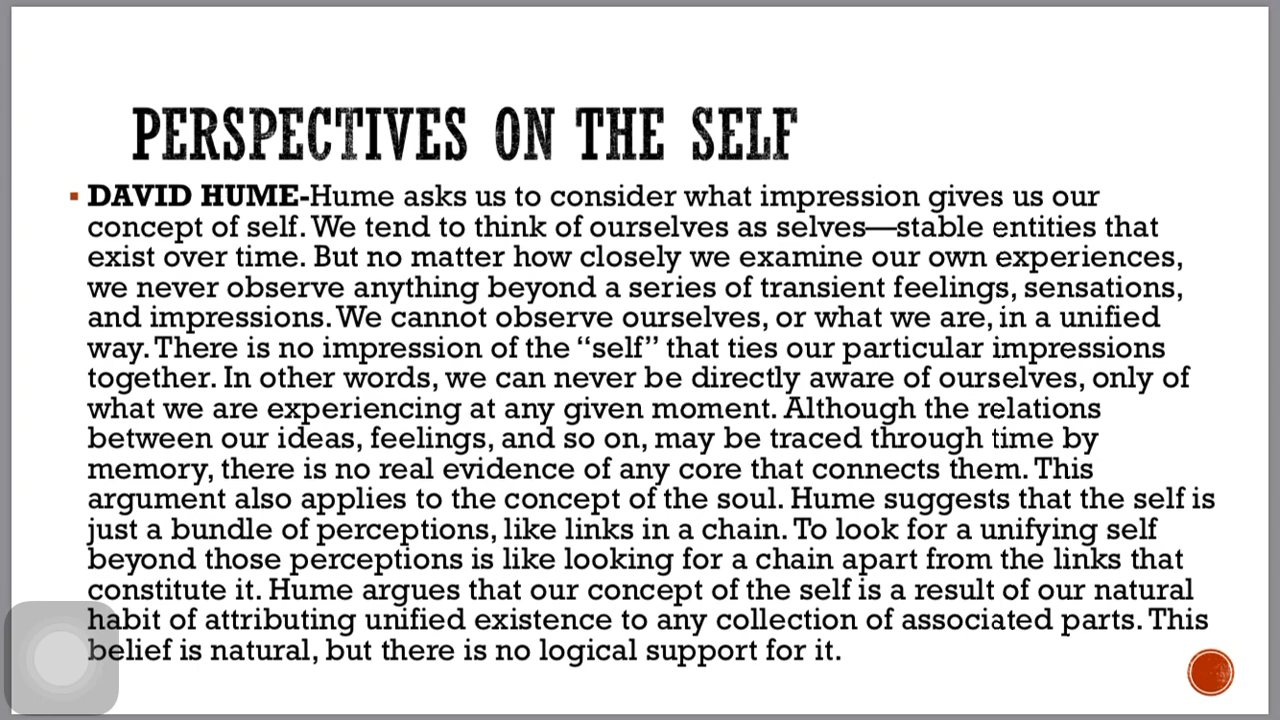 PERSPECTIVES ON THE SELF
▪ DAVID HUME-Hume asks us to consider what impression gives us our
concept of self. We tend to think of ourselves as selves—stable entities that
exist over time. But no matter how closely we examine our own experiences,
we never observe anything beyond a series of transient feelings, sensations,
and impressions. We cannot observe ourselves, or what we are, in a unified
way. There is no impression of the “self” that ties our particular impressions
together. In other words, we can never be directly aware of ourselves, only of
what we are experiencing at any given moment. Although the relations
between our ideas, feelings, and so on, may be traced through time by
memory, there is no real evidence of any core that connects them. This
argument also applies to the concept of the soul. Hume suggests that the self is
just a bundle of perceptions, like links in a chain. To look for a unifying self
beyond those perceptions is like looking for a chain apart from the links that
constitute it. Hume argues that our concept of the self is a result of our natural
habit of attributing unified existence to any collection of associated parts. This
belief is natural, but there is no logical support for it.